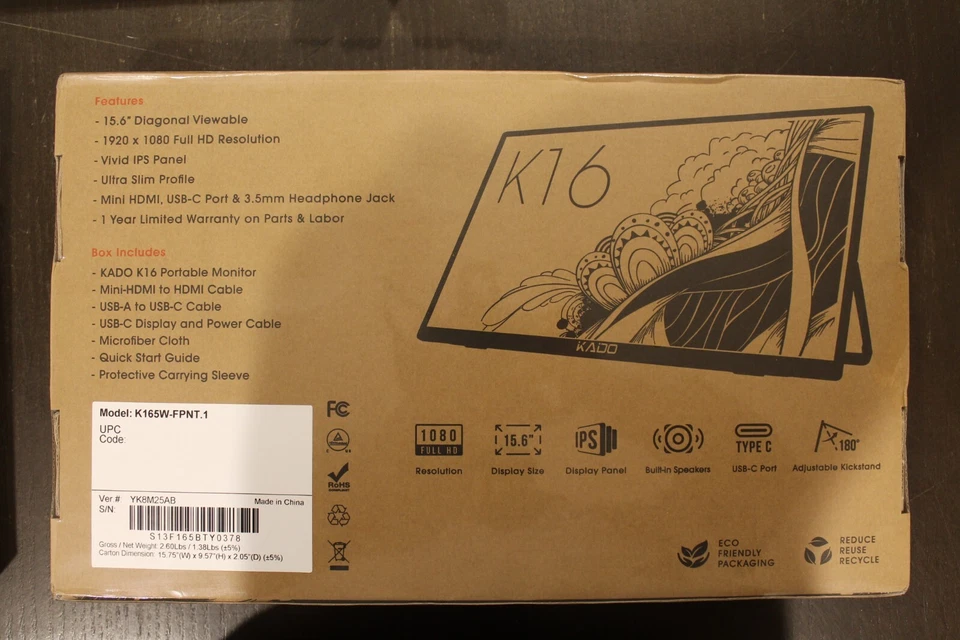 Features
- 15.6" Diagonal Viewable
- 1920 x 1080 Full HD Resolution
- Vivid IPS Panel
- Ultra Slim Profile
- Mini HDMI, USB-C Port & 3.5mm Headphone Jack
- 1 Year Limited Warranty on Parts & Labor
Box Includes
- KADO K16 Portable Monitor
- Mini-HDMI to HDMI Cable
- USB-A to USB-C Cable
- USB-C Display and Power Cable
- Microfiber Cloth
- Quick Start Guide
- Protective Carrying Sleeve
K16
KADO
Model: K165W-FPNT.1
UPC
Code:
Ver # YK8M25AB Made in China
S/N:
S13F165BTY0378
Gross / Net Weight: 2.60Lbs / 1.38Lbs (±5%)
Carton Dimension: 15.75"(W) x 9.57"(H) x 2.05"(D) (±5%)
FC
RoHS
COMPLIANT
1080
FULL HD
Resolution
15.6"
Display Size
IPS
Display Panel
Built-in Speakers
TYPE C
USB-C Port
180°
Adjustable Kickstand
ECO
FRIENDLY
PACKAGING
REDUCE
REUSE
RECYCLE